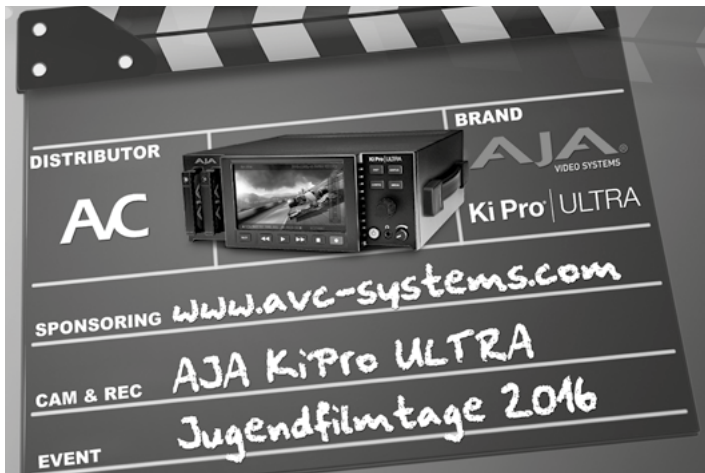 DISTRIBUTOR
AVC
BRAND
AJA®
VIDEO SYSTEMS
Ki Pro® | ULTRA
AJA
Ki Pro | ULTRA
SPONSORING www.avc-systems.com
CAM & REC AJA KiPro ULTRA
EVENT Jugendfilmtage 2016